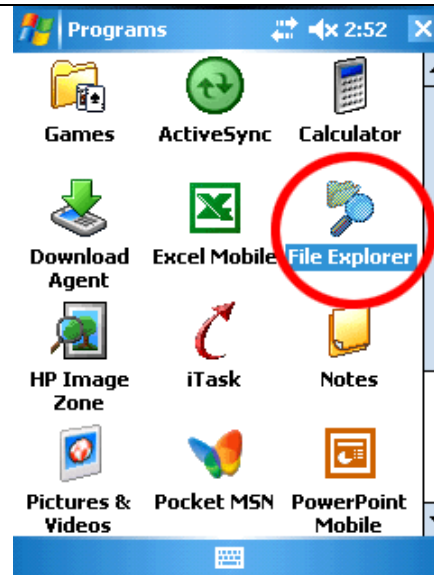 Programs 2:52
Games ActiveSync Calculator
Download Excel Mobile File Explorer
Agent
HP Image iTask Notes
Zone
Pictures & Pocket MSN PowerPoint
Videos Mobile